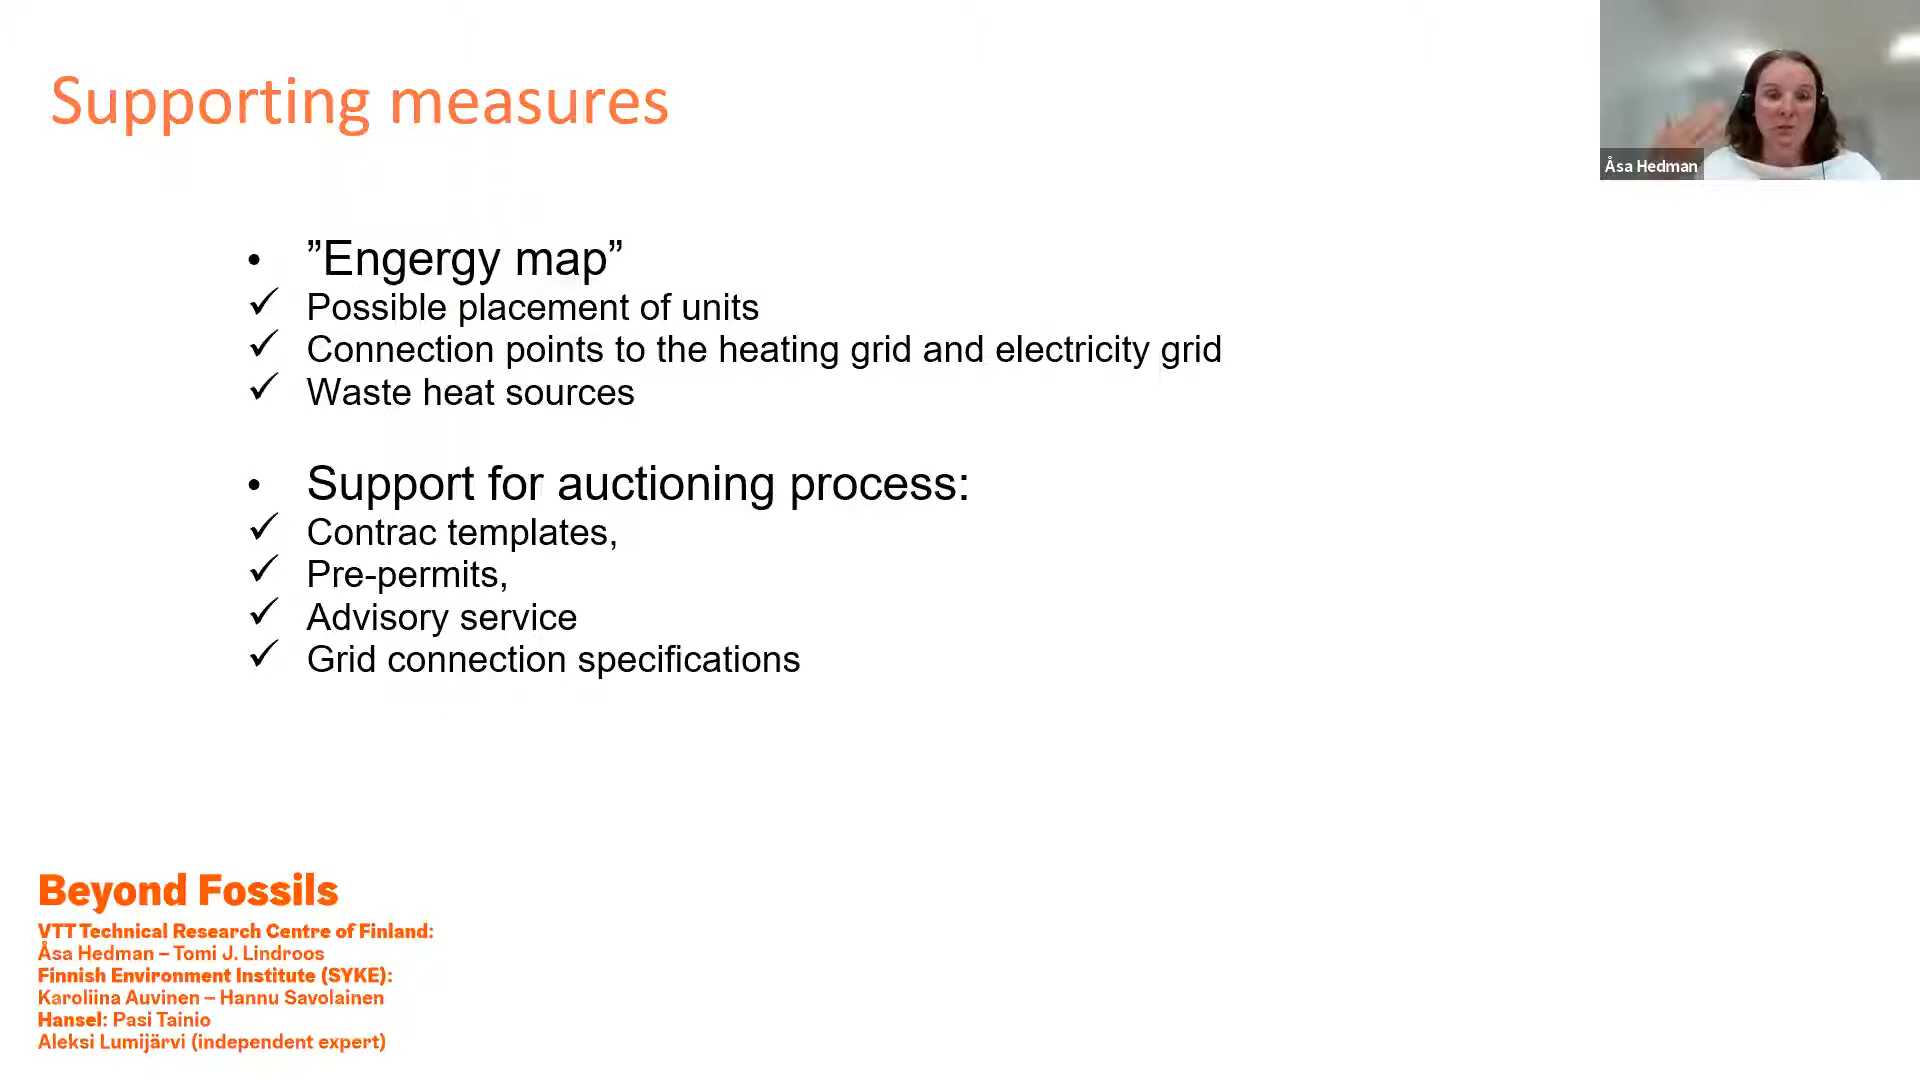 Supporting measures
Åsa Hedman
• ”Engergy map”
✓ Possible placement of units
✓ Connection points to the heating grid and electricity grid
✓ Waste heat sources
• Support for auctioning process:
✓ Contrac templates,
✓ Pre-permits,
✓ Advisory service
✓ Grid connection specifications
Beyond Fossils
VTT Technical Research Centre of Finland:
Åsa Hedman – Tomi J. Lindroos
Finnish Environment Institute (SYKE):
Karoliina Auvinen – Hannu Savolainen
Hansel: Pasi Tainio
Aleksi Lumijärvi (independent expert)